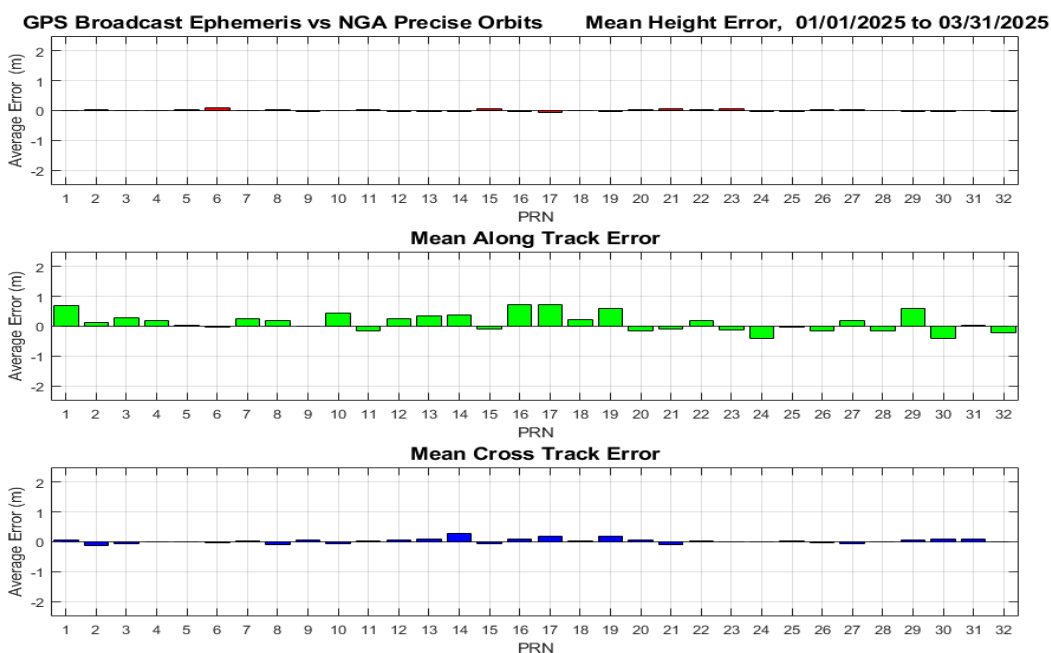 GPS Broadcast Ephemeris vs NGA Precise Orbits Mean Height Error, 01/01/2025 to 03/31/2025
Average Error (m)
2
1
0
-1
-2
1 2 3 4 5 6 7 8 9 10 11 12 13 14 15 16 17 18 19 20 21 22 23 24 25 26 27 28 29 30 31 32
PRN
Mean Along Track Error
Average Error (m)
2
1
0
-1
-2
1 2 3 4 5 6 7 8 9 10 11 12 13 14 15 16 17 18 19 20 21 22 23 24 25 26 27 28 29 30 31 32
PRN
Mean Cross Track Error
Average Error (m)
2
1
0
-1
-2
1 2 3 4 5 6 7 8 9 10 11 12 13 14 15 16 17 18 19 20 21 22 23 24 25 26 27 28 29 30 31 32
PRN